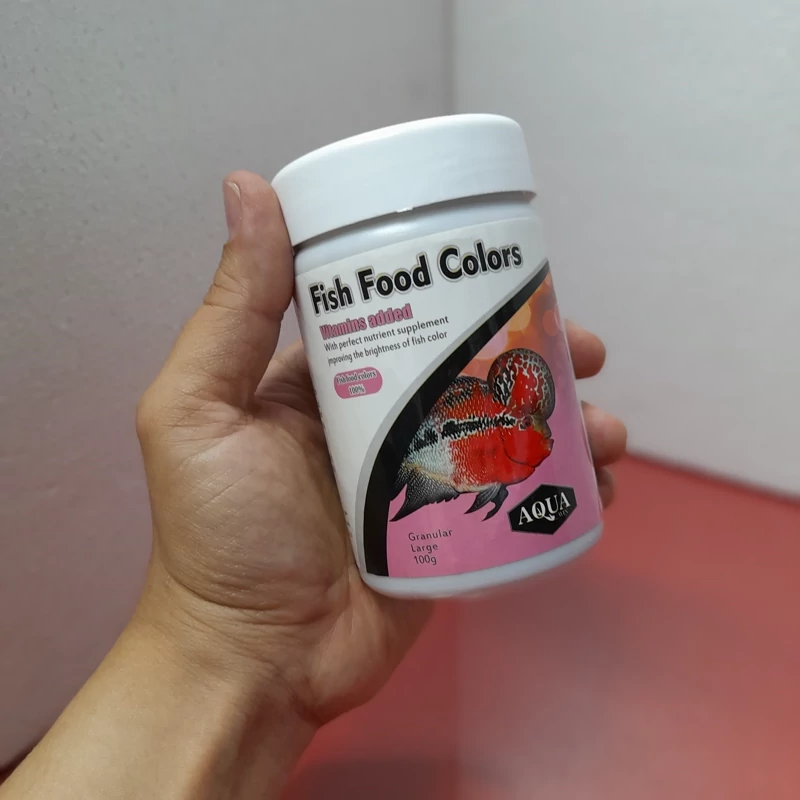 Fish Food Colors
Vitamins added
With perfect nutrient supplement
improving the brightness of fish color
Fish food colors
100%
AQUA
Granular
Large
100g